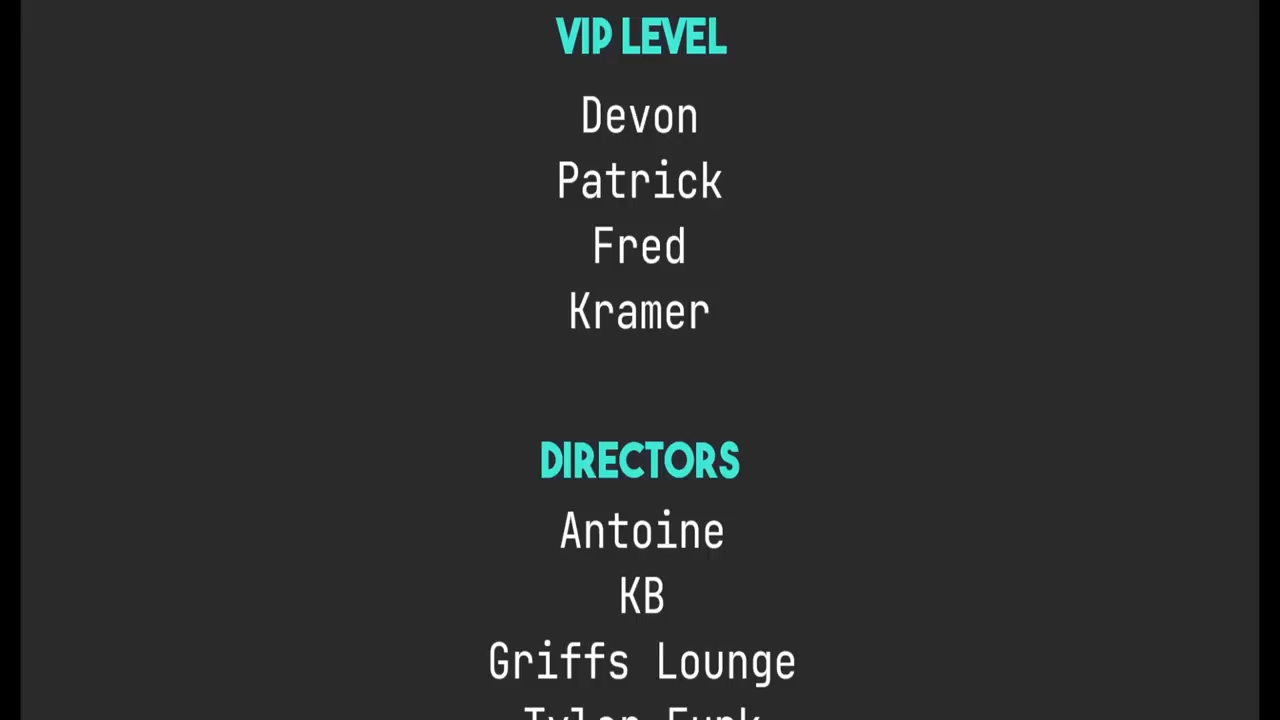 VIP LEVEL
Devon
Patrick
Fred
Kramer
DIRECTORS
Antoine
KB
Griffs Lounge